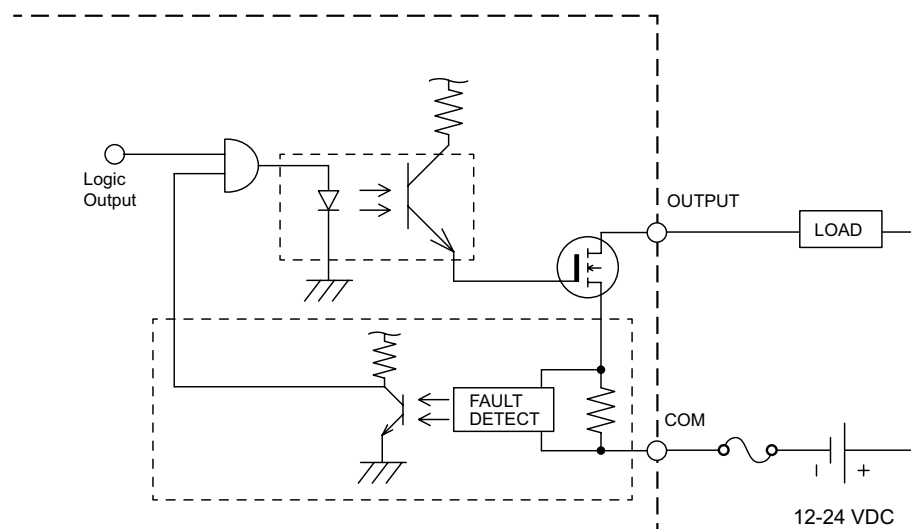 Logic
Output
OUTPUT
LOAD
FAULT
DETECT
COM
- +
12-24 VDC